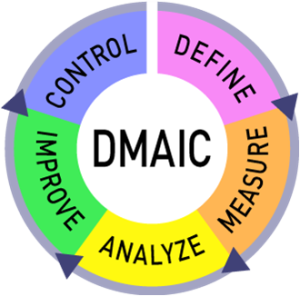 DMAIC
DEFINE
MEASURE
ANALYZE
IMPROVE
CONTROL